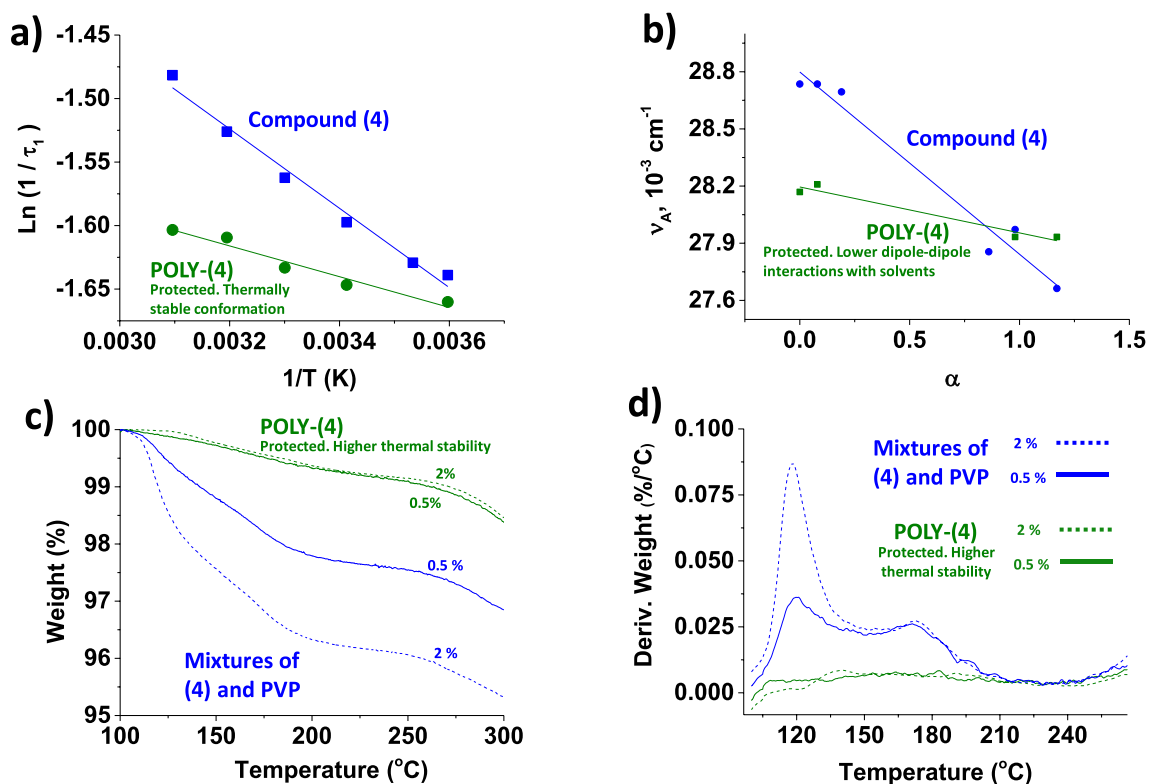 a)
-1.45
-1.50
-1.55
-1.60
-1.65
Ln (1 / τ1)
Compound (4)
POLY-(4)
Protected. Thermally
stable conformation
0.0030 0.0032 0.0034 0.0036
1/T (K)
b)
28.8
28.5
28.2
27.9
27.6
νA, 10-3 cm-1
Compound (4)
POLY-(4)
Protected. Lower dipole-dipole
interactions with solvents
0.0 0.5 1.0 1.5
α
c)
100
99
98
97
96
95
Weight (%)
POLY-(4)
Protected. Higher thermal stability
2%
0.5%
0.5 %
2 %
Mixtures of
(4) and PVP
100 150 200 250 300
Temperature (oC)
d)
0.100
0.075
0.050
0.025
0.000
Deriv. Weight (%/oC)
Mixtures of
(4) and PVP
2 %
0.5 %
POLY-(4)
Protected. Higher
thermal stability
2 %
0.5 %
120 150 180 210 240
Temperature (oC)